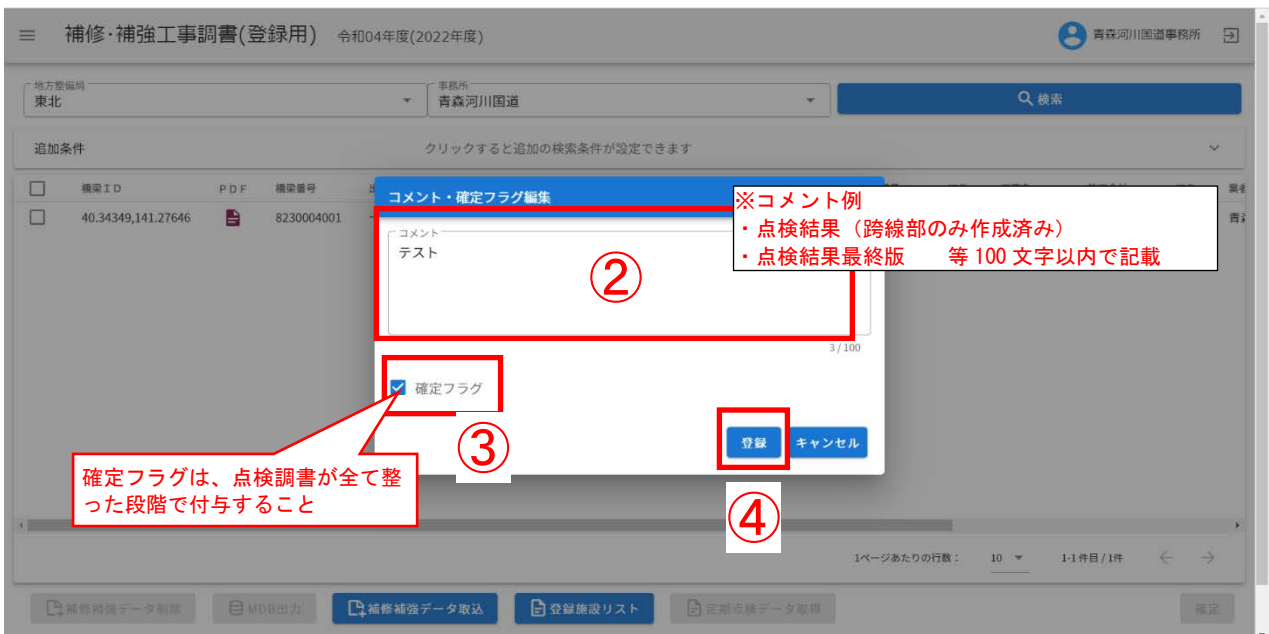 補修・補強工事調書(登録用) 令和04年度(2022年度)
青森河川国道事務所
地方整備局
東北
事務所
青森河川国道
検索
追加条件
クリックすると追加の検索条件が設定できます
橋梁ID PDF 橋梁番号
40.34349,141.27646 8230004001
コメント・確定フラグ編集
※コメント例
・点検結果（跨線部のみ作成済み）
・点検結果最終版　　等100文字以内で記載
コメント
テスト
②
3 / 100
確定フラグ
③
登録 キャンセル
④
確定フラグは、点検調書が全て整
った段階で付与すること
1ページあたりの行数： 10 1-1件目 / 1件
補修補強データ削除 MDB出力 補修補強データ取込 登録施設リスト 定期点検データ取得 確定